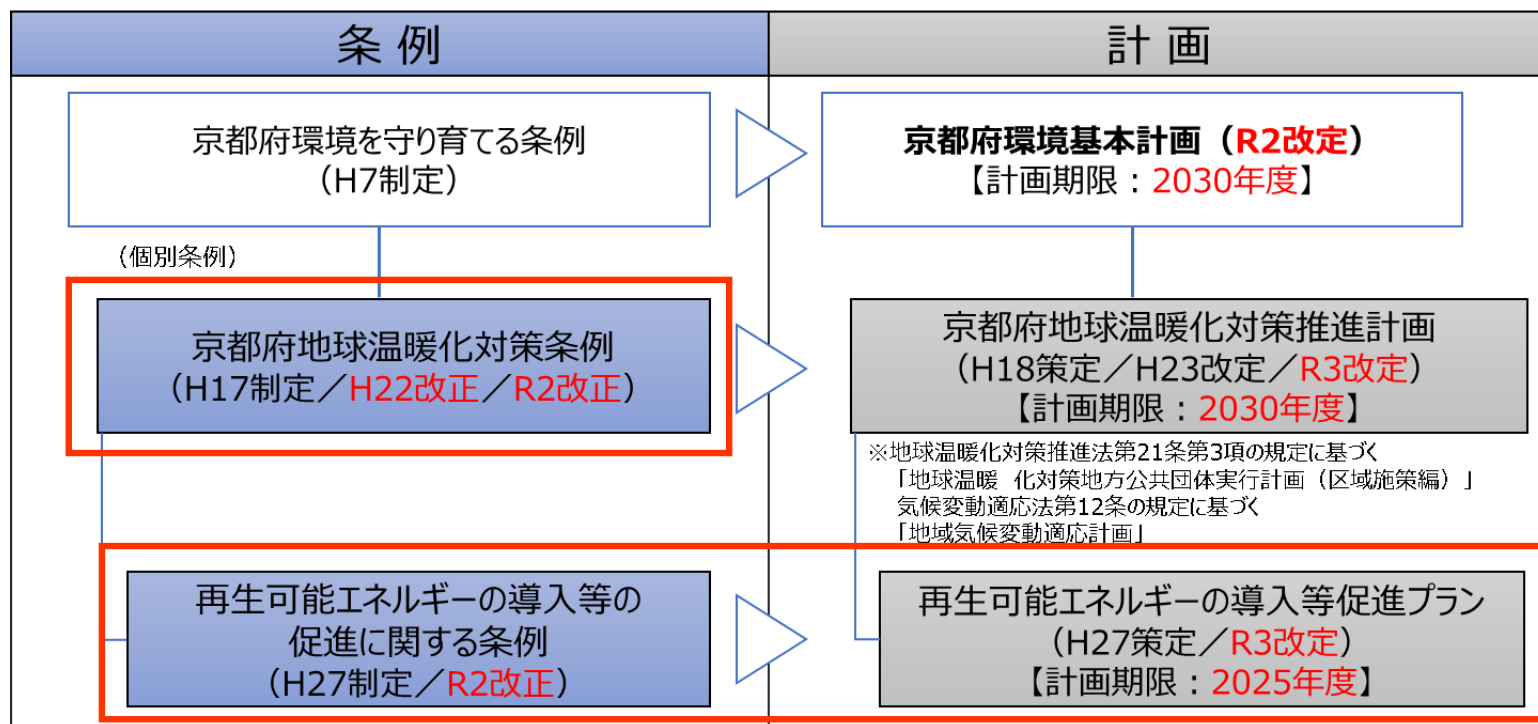 条例
計画
京都府環境を守り育てる条例
（H7制定）
京都府環境基本計画（R2改定）
【計画期限：2030年度】
（個別条例）
京都府地球温暖化対策条例
（H17制定／H22改正／R2改正）
京都府地球温暖化対策推進計画
（H18策定／H23改定／R3改定）
【計画期限：2030年度】
※地球温暖化対策推進法第21条第3項の規定に基づく
「地球温暖 化対策地方公共団体実行計画（区域施策編）」
気候変動適応法第12条の規定に基づく
「地域気候変動適応計画」
再生可能エネルギーの導入等の
促進に関する条例
（H27制定／R2改正）
再生可能エネルギーの導入等促進プラン
（H27策定／R3改定）
【計画期限：2025年度】